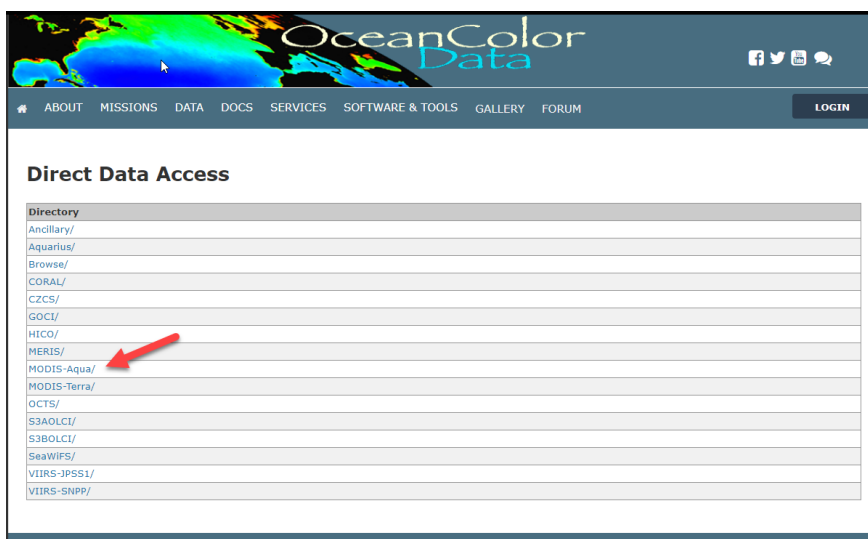 OceanColor
Data
ABOUT MISSIONS DATA DOCS SERVICES SOFTWARE & TOOLS GALLERY FORUM LOGIN
Direct Data Access
Directory
Ancillary/
Aquarius/
Browse/
CORAL/
CZCS/
GOCI/
HICO/
MERIS/
MODIS-Aqua/
MODIS-Terra/
OCTS/
S3AOLCI/
S3BOLCI/
SeaWiFS/
VIIRS-JPSS1/
VIIRS-SNPP/